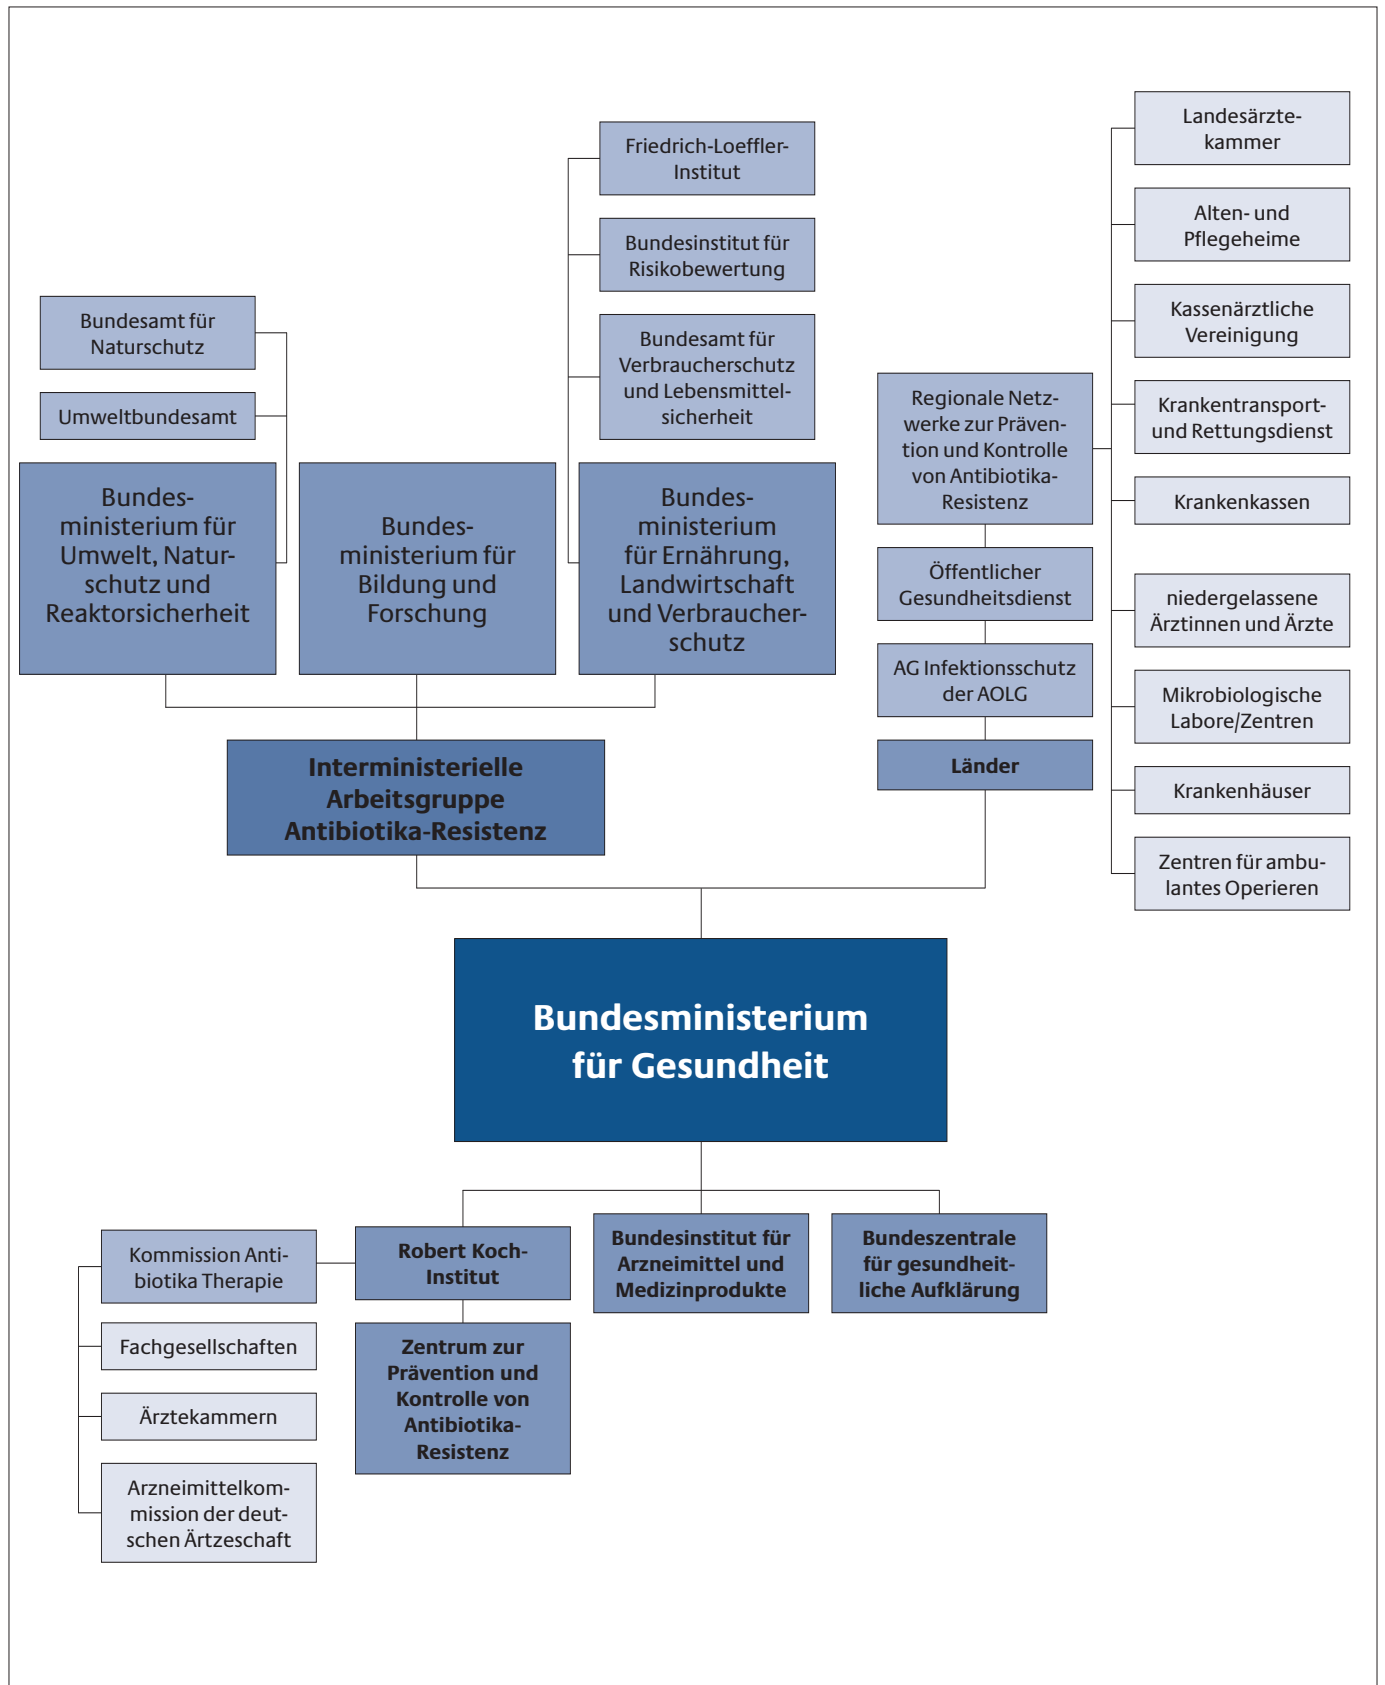 Landesärzte-
kammer
Friedrich-Loeffler-
Institut
Alten- und
Pflegeheime
Bundesinstitut für
Risikobewertung
Kassenärztliche
Vereinigung
Bundesamt für
Naturschutz
Bundesamt für
Verbraucherschutz
und Lebensmittel-
sicherheit
Umweltbundesamt
Regionale Netz-
werke zur Präven-
tion und Kontrolle
von Antibiotika-
Resistenz
Krankentransport-
und Rettungsdienst
Krankenkassen
Bundes-
ministerium für
Umwelt, Natur-
schutz und
Reaktorsicherheit
Bundes-
ministerium für
Bildung und
Forschung
Bundes-
ministerium
für Ernährung,
Landwirtschaft
und Verbraucher-
schutz
Öffentlicher
Gesundheitsdienst
niedergelassene
Ärztinnen und Ärzte
AG Infektionsschutz
der AOLG
Mikrobiologische
Labore/Zentren
Länder
Krankenhäuser
Interministerielle
Arbeitsgruppe
Antibiotika-Resistenz
Zentren für ambu-
lantes Operieren
Bundesministerium
für Gesundheit
Kommission Anti-
biotika Therapie
Robert Koch-
Institut
Bundesinstitut für
Arzneimittel und
Medizinprodukte
Bundeszentrale
für gesundheit-
liche Aufklärung
Fachgesellschaften
Ärztekammern
Arzneimittelkom-
mission der deut-
schen Ärtzeschaft
Zentrum zur
Prävention und
Kontrolle von
Antibiotika-
Resistenz